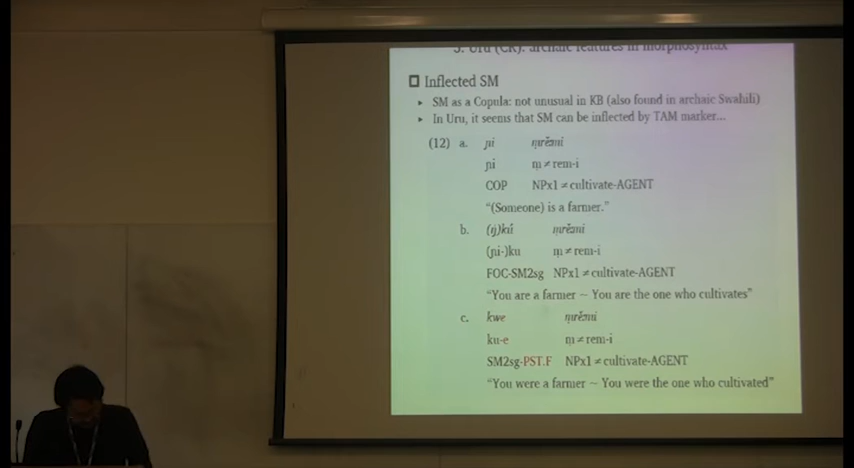 3. Uru (CK): archaic features in morphosyntax
Inflected SM
▸ SM as a Copula: not unusual in KB (also found in archaic Swahili)
▸ In Uru, it seems that SM can be inflected by TAM marker...
(12) a. ɲi m̩rěmi
ɲi m̩≠rem-i
COP NPx1≠cultivate-AGENT
“(Someone) is a farmer.”
b. (ŋ)kú m̩rěmi
(ɲi-)ku m̩≠rem-i
FOC-SM2sg NPx1≠cultivate-AGENT
“You are a farmer ~ You are the one who cultivates”
c. kwe m̩rěmi
ku-e m̩≠rem-i
SM2sg-PST.F NPx1≠cultivate-AGENT
“You were a farmer ~ You were the one who cultivated”